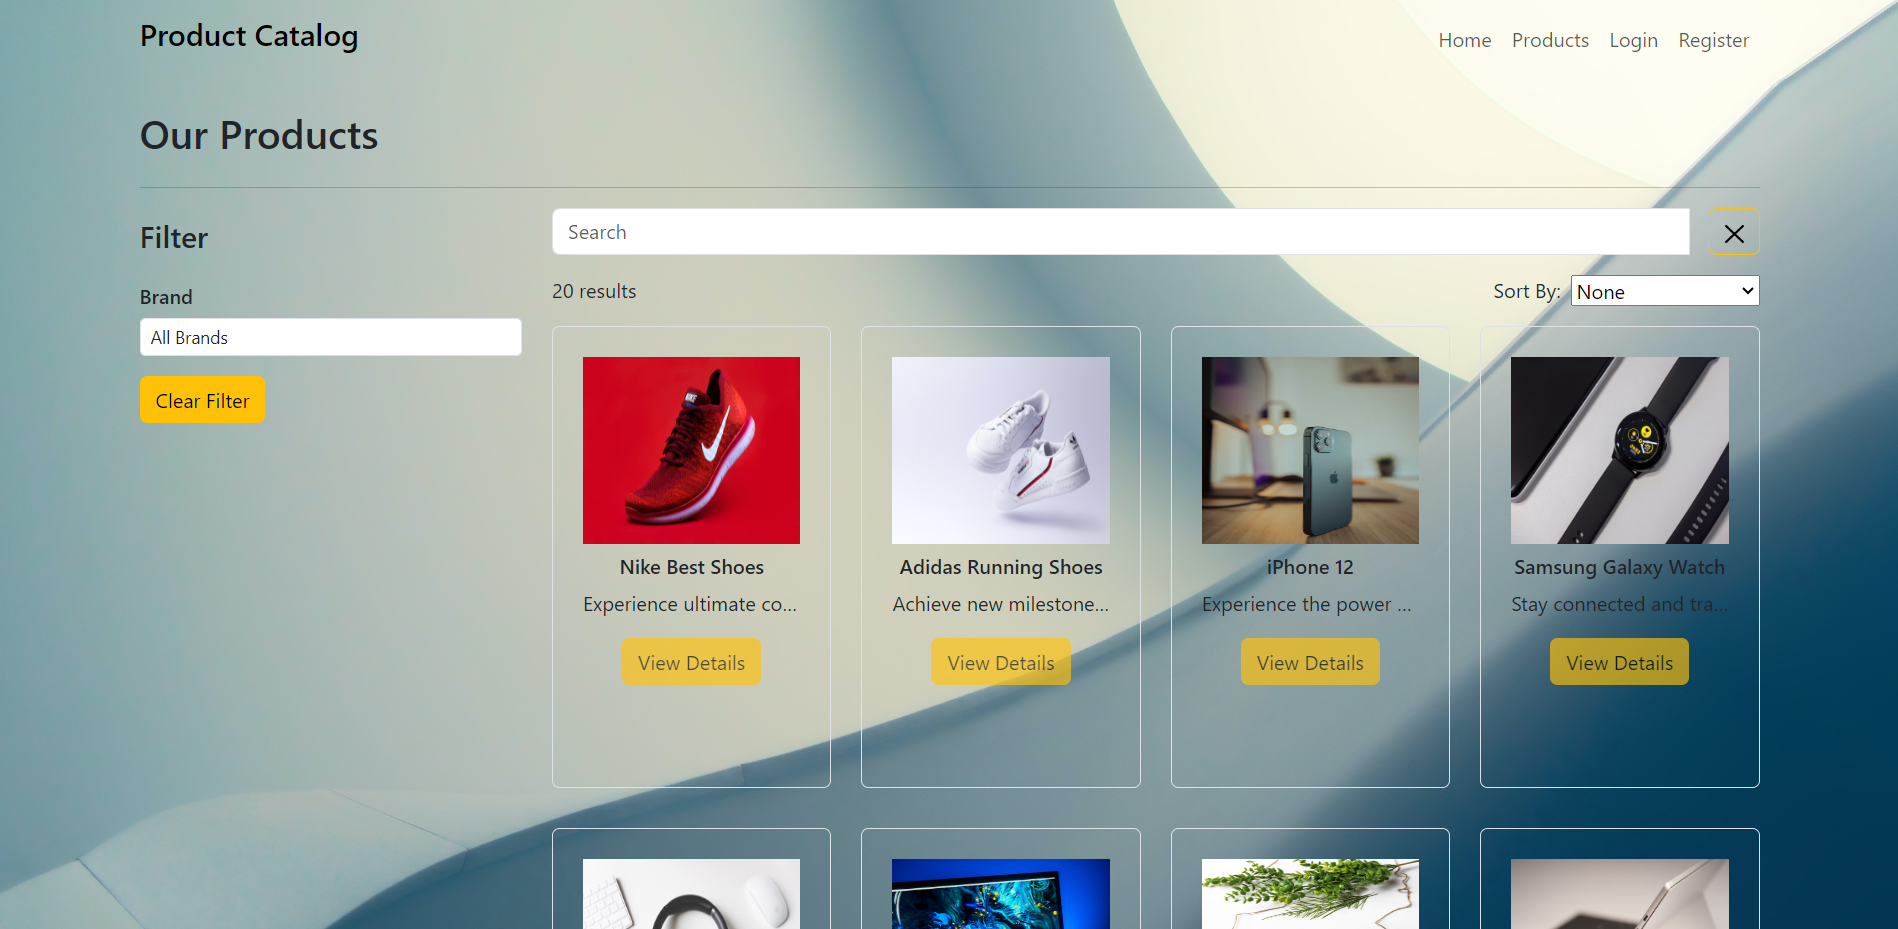 Product Catalog
Home Products Login Register
Our Products
Filter
Search
Brand
All Brands
Clear Filter
20 results
Sort By: None
Nike Best Shoes
Experience ultimate co...
View Details
Adidas Running Shoes
Achieve new milestone...
View Details
iPhone 12
Experience the power ...
View Details
Samsung Galaxy Watch
Stay connected and tra...
View Details